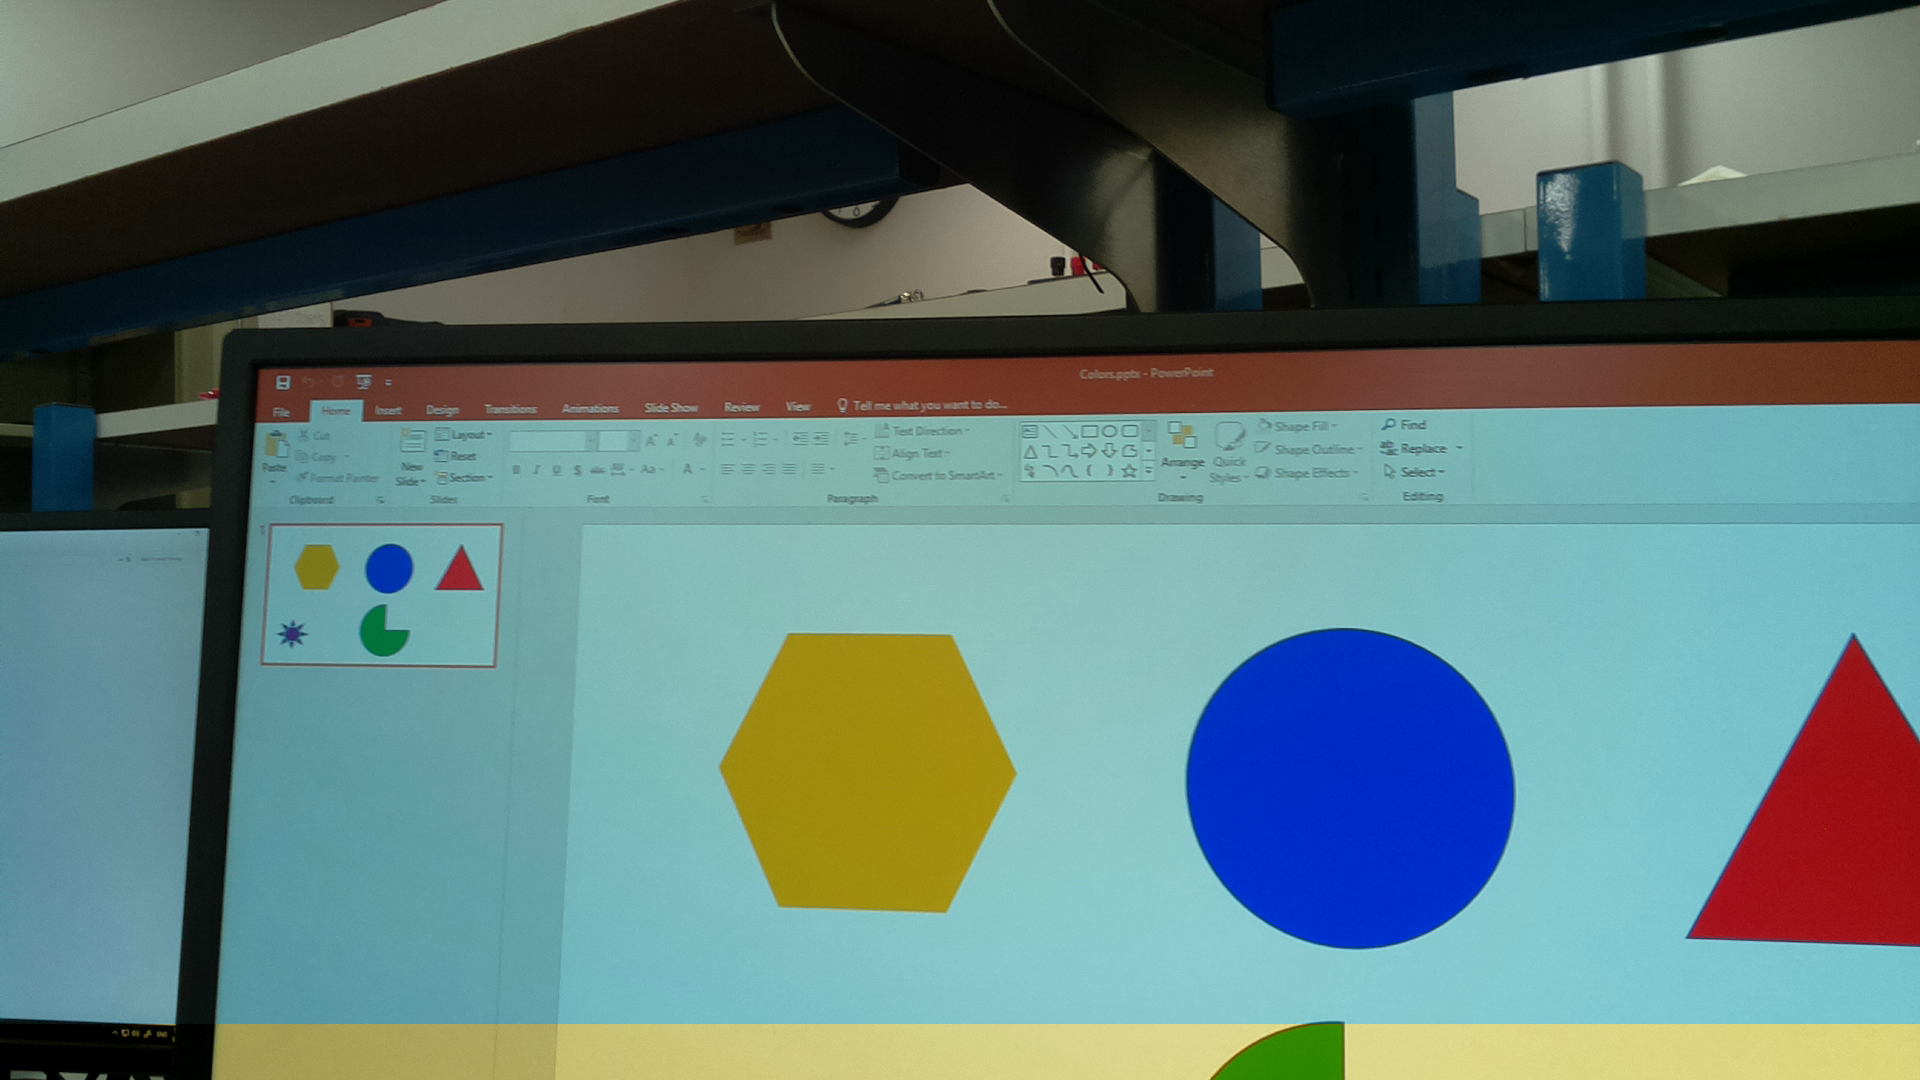 Colors.pptx - PowerPoint
File Home Insert Design Transitions Animations Slide Show Review View Tell me what you want to do...
Paste
Cut
Copy
Format Painter
Clipboard
New Slide
Layout
Reset
Section
Slides
B I U S abc AV Aa A
Font
Text Direction
Align Text
Convert to SmartArt
Paragraph
Arrange
Quick Styles
Shape Fill
Shape Outline
Shape Effects
Drawing
Find
Replace
Select
Editing
1
ENG